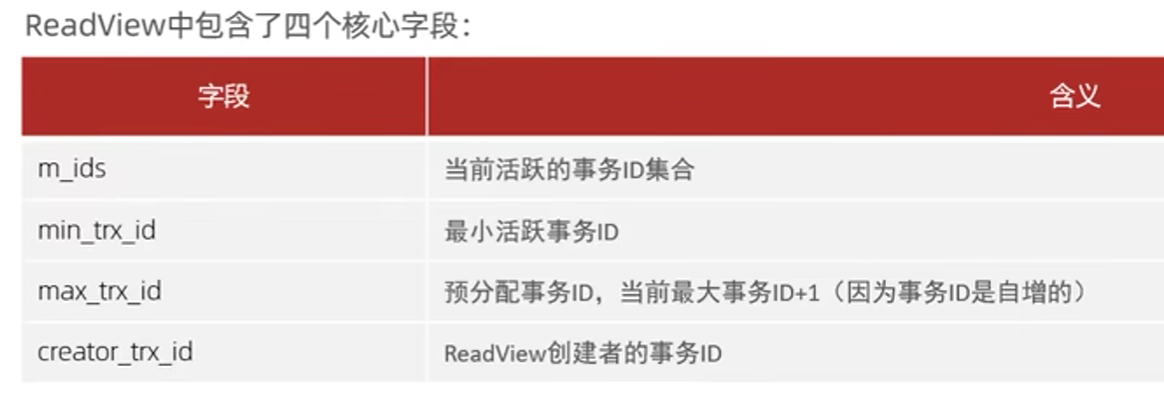 ReadView中包含了四个核心字段：
字段 含义
m_ids 当前活跃的事务ID集合
min_trx_id 最小活跃事务ID
max_trx_id 预分配事务ID，当前最大事务ID+1（因为事务ID是自增的）
creator_trx_id ReadView创建者的事务ID